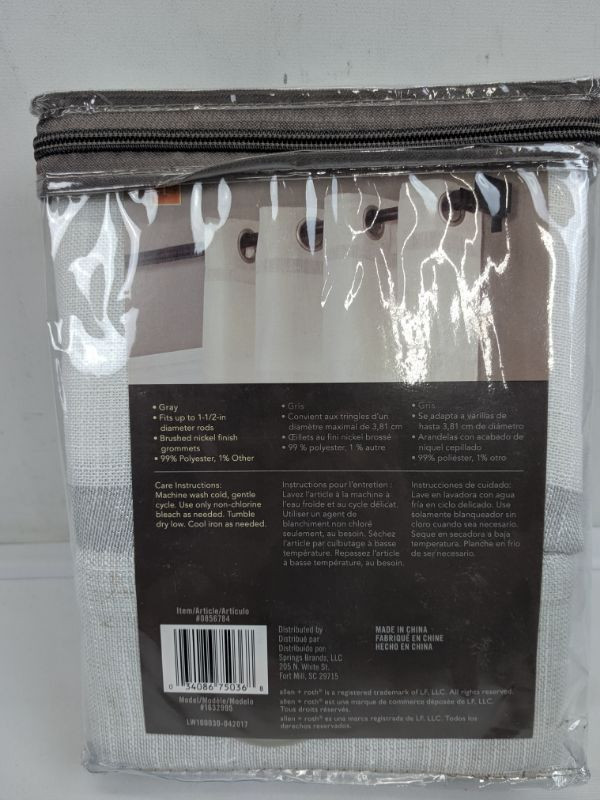 • Gray
• Fits up to 1-1/2-in
diameter rods
• Brushed nickel finish
grommets
• 99% Polyester, 1% Other
• Gris
• Convient aux tringles d'un
diamètre maximal de 3,81 cm
• Œillets au fini nickel brossé
• 99 % polyester, 1 % autre
• Gris
• Se adapta a varillas de
hasta 3,81 cm de diámetro
• Arandelas con acabado de
níquel cepillado
• 99% poliéster, 1% otro
Care Instructions:
Machine wash cold, gentle
cycle. Use only non-chlorine
bleach as needed. Tumble
dry low. Cool iron as needed.
Instructions pour l'entretien :
Lavez l'article à la machine à
l'eau froide et au cycle délicat.
Utiliser un agent de
blanchiment non chloré
seulement, au besoin. Séchez
l'article par culbutage à basse
température. Repassez l'article
à basse température, au besoin.
Instrucciones de cuidado:
Lave en lavadora con agua
fría en ciclo delicado. Use
solamente blanqueador sin
cloro cuando sea necesario.
Seque en secadora a baja
temperatura. Planche en frío
de ser necesario.
Item/Article/Artículo
#0856784
0 34086 75036 8
Model/Modèle/Modelo
#1632995
LW160030-042017
Distributed by
Distribué par
Distribuido por
Springs Brands, LLC
205 N. White St.
Fort Mill, SC 29715
MADE IN CHINA
FABRIQUÉ EN CHINE
HECHO EN CHINA
allen + roth® is a registered trademark of LF, LLC. All rights reserved.
allen + roth® est une marque de commerce déposée de LF, LLC.
Tous droits réservés.
allen + roth® es una marca registrada de LF, LLC. Todos los
derechos reservados.